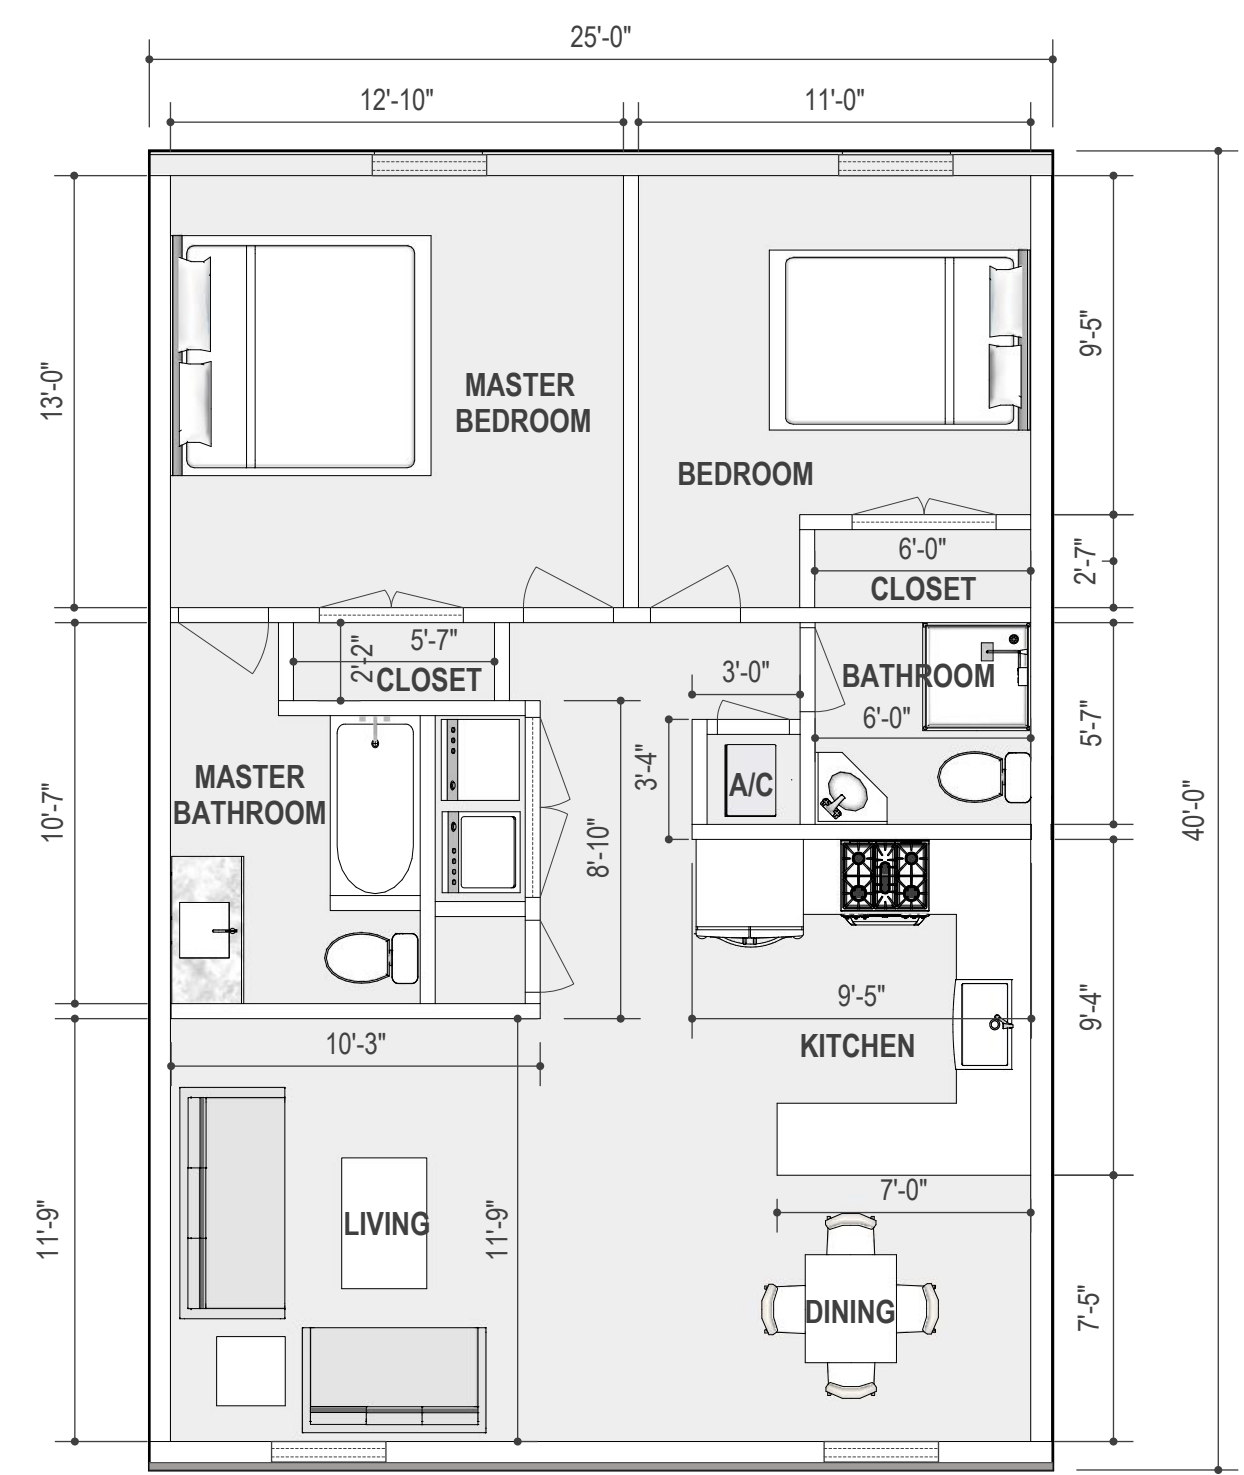 25'-0"
12'-10"
11'-0"
13'-0"
9'-5"
MASTER
BEDROOM
BEDROOM
6'-0"
CLOSET
2'-7"
2'-2"
5'-7"
CLOSET
3'-0"
BATHROOM
6'-0"
5'-7"
3'-4"
A/C
MASTER
BATHROOM
10'-7"
8'-10"
40'-0"
9'-5"
KITCHEN
9'-4"
10'-3"
7'-0"
11'-9"
LIVING
11'-9"
DINING
7'-5"